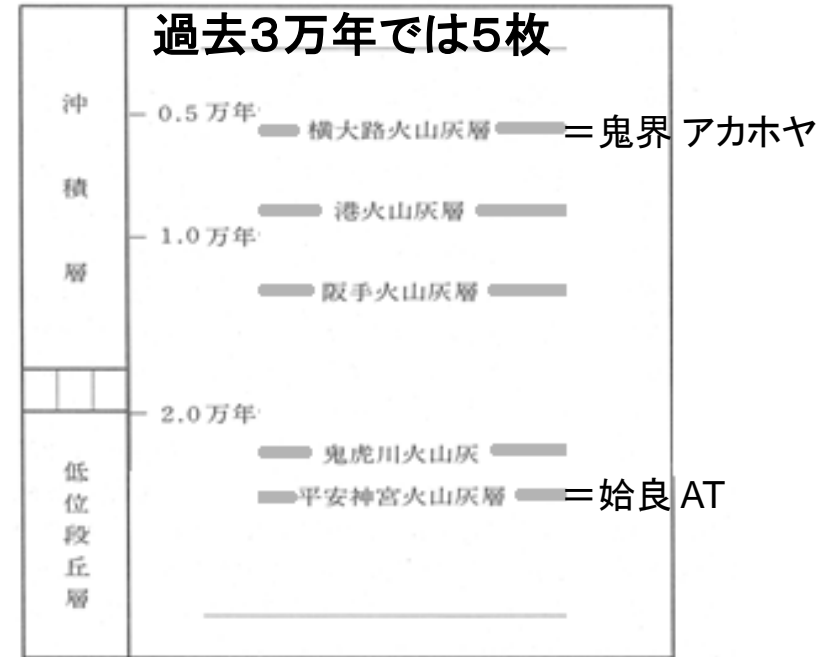 過去3万年では5枚
沖積層
0.5万年
横大路火山灰層
=鬼界 アカホヤ
港火山灰層
1.0万年
阪手火山灰層
2.0万年
低位段丘層
鬼虎川火山灰
平安神宮火山灰層
=姶良 AT